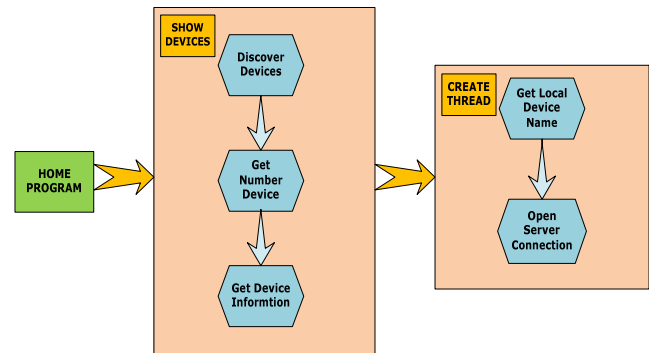 HOME
PROGRAM
SHOW
DEVICES
Discover
Devices
Get
Number
Device
Get Device
Informtion
CREATE
THREAD
Get Local
Device
Name
Open
Server
Connection